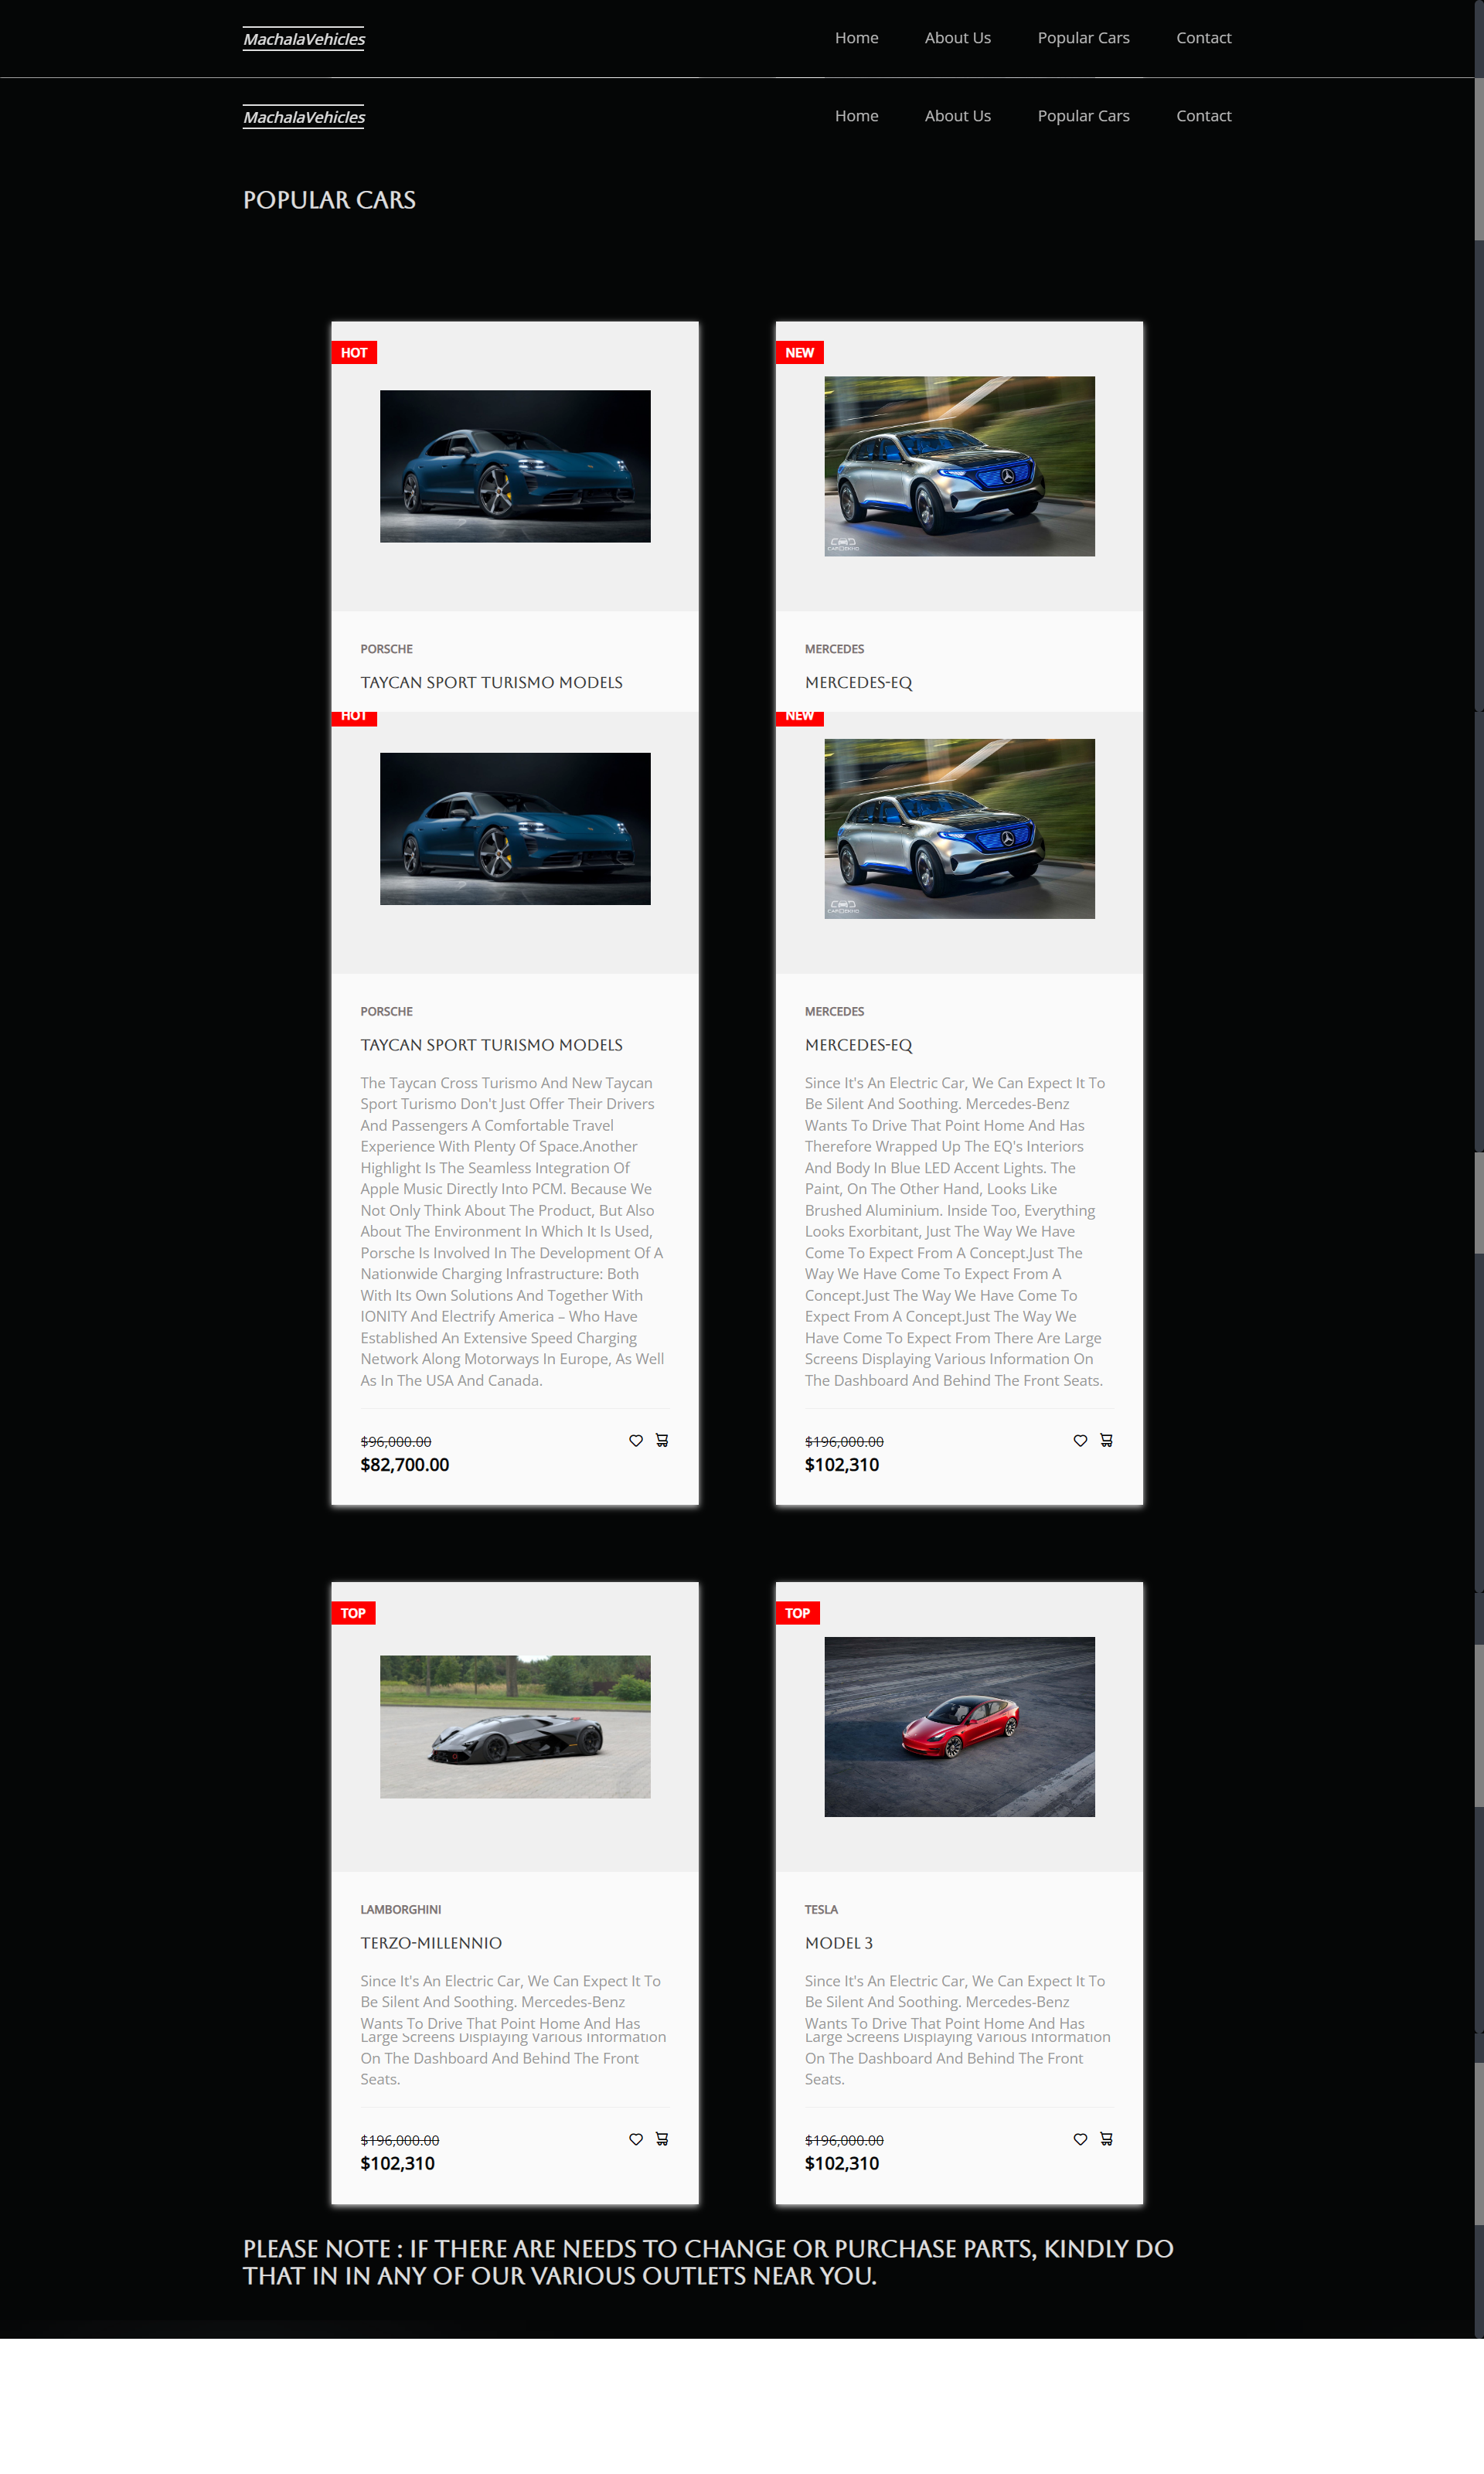 MachalaVehicles
Home About Us Popular Cars Contact
MachalaVehicles
Home About Us Popular Cars Contact
POPULAR CARS
HOT
PORSCHE
TAYCAN SPORT TURISMO MODELS
NEW
MERCEDES
MERCEDES-EQ
HOT
PORSCHE
TAYCAN SPORT TURISMO MODELS
The Taycan Cross Turismo And New Taycan
Sport Turismo Don't Just Offer Their Drivers
And Passengers A Comfortable Travel
Experience With Plenty Of Space.Another
Highlight Is The Seamless Integration Of
Apple Music Directly Into PCM. Because We
Not Only Think About The Product, But Also
About The Environment In Which It Is Used,
Porsche Is Involved In The Development Of A
Nationwide Charging Infrastructure: Both
With Its Own Solutions And Together With
IONITY And Electrify America – Who Have
Established An Extensive Speed Charging
Network Along Motorways In Europe, As Well
As In The USA And Canada.
$96,000.00
$82,700.00
NEW
MERCEDES
MERCEDES-EQ
Since It's An Electric Car, We Can Expect It To
Be Silent And Soothing. Mercedes-Benz
Wants To Drive That Point Home And Has
Therefore Wrapped Up The EQ's Interiors
And Body In Blue LED Accent Lights. The
Paint, On The Other Hand, Looks Like
Brushed Aluminium. Inside Too, Everything
Looks Exorbitant, Just The Way We Have
Come To Expect From A Concept.Just The
Way We Have Come To Expect From A
Concept.Just The Way We Have Come To
Expect From A Concept.Just The Way We
Have Come To Expect From There Are Large
Screens Displaying Various Information On
The Dashboard And Behind The Front Seats.
$196,000.00
$102,310
TOP
LAMBORGHINI
TERZO-MILLENNIO
Since It's An Electric Car, We Can Expect It To
Be Silent And Soothing. Mercedes-Benz
Wants To Drive That Point Home And Has
Large Screens Displaying Various Information
On The Dashboard And Behind The Front
Seats.
$196,000.00
$102,310
TOP
TESLA
MODEL 3
Since It's An Electric Car, We Can Expect It To
Be Silent And Soothing. Mercedes-Benz
Wants To Drive That Point Home And Has
Large Screens Displaying Various Information
On The Dashboard And Behind The Front
Seats.
$196,000.00
$102,310
PLEASE NOTE : IF THERE ARE NEEDS TO CHANGE OR PURCHASE PARTS, KINDLY DO
THAT IN IN ANY OF OUR VARIOUS OUTLETS NEAR YOU.